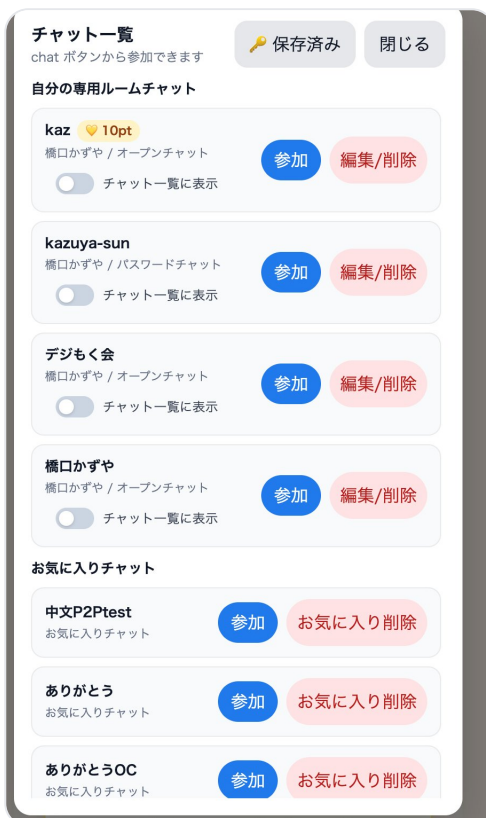 チャット一覧
chat ボタンから参加できます
🔑 保存済み
閉じる
自分の専用ルームチャット
kaz 💛 10pt
橋口かずや / オープンチャット
チャット一覧に表示
参加
編集/削除
kazuya-sun
橋口かずや / パスワードチャット
チャット一覧に表示
参加
編集/削除
デジもく会
橋口かずや / オープンチャット
チャット一覧に表示
参加
編集/削除
橋口かずや
橋口かずや / オープンチャット
チャット一覧に表示
参加
編集/削除
お気に入りチャット
中文P2Ptest
お気に入りチャット
参加
お気に入り削除
ありがとう
お気に入りチャット
参加
お気に入り削除
ありがとうOC
お気に入りチャット
参加
お気に入り削除